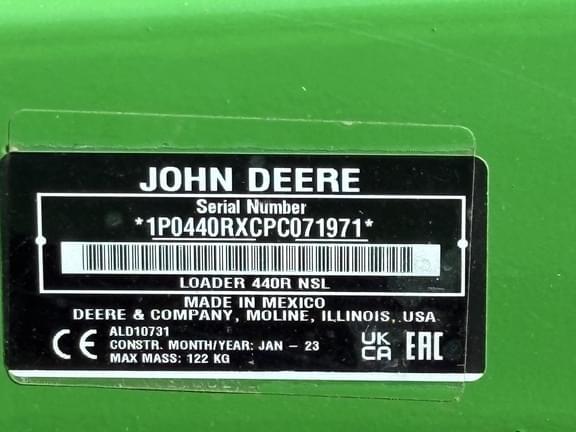 JOHN DEERE
Serial Number
*1P0440RXCPC071971*
LOADER 440R NSL
MADE IN MEXICO
DEERE & COMPANY, MOLINE, ILLINOIS, USA
CE
ALD10731
CONSTR. MONTH/YEAR: JAN - 23
MAX MASS: 122 KG
UK
CA
EAC